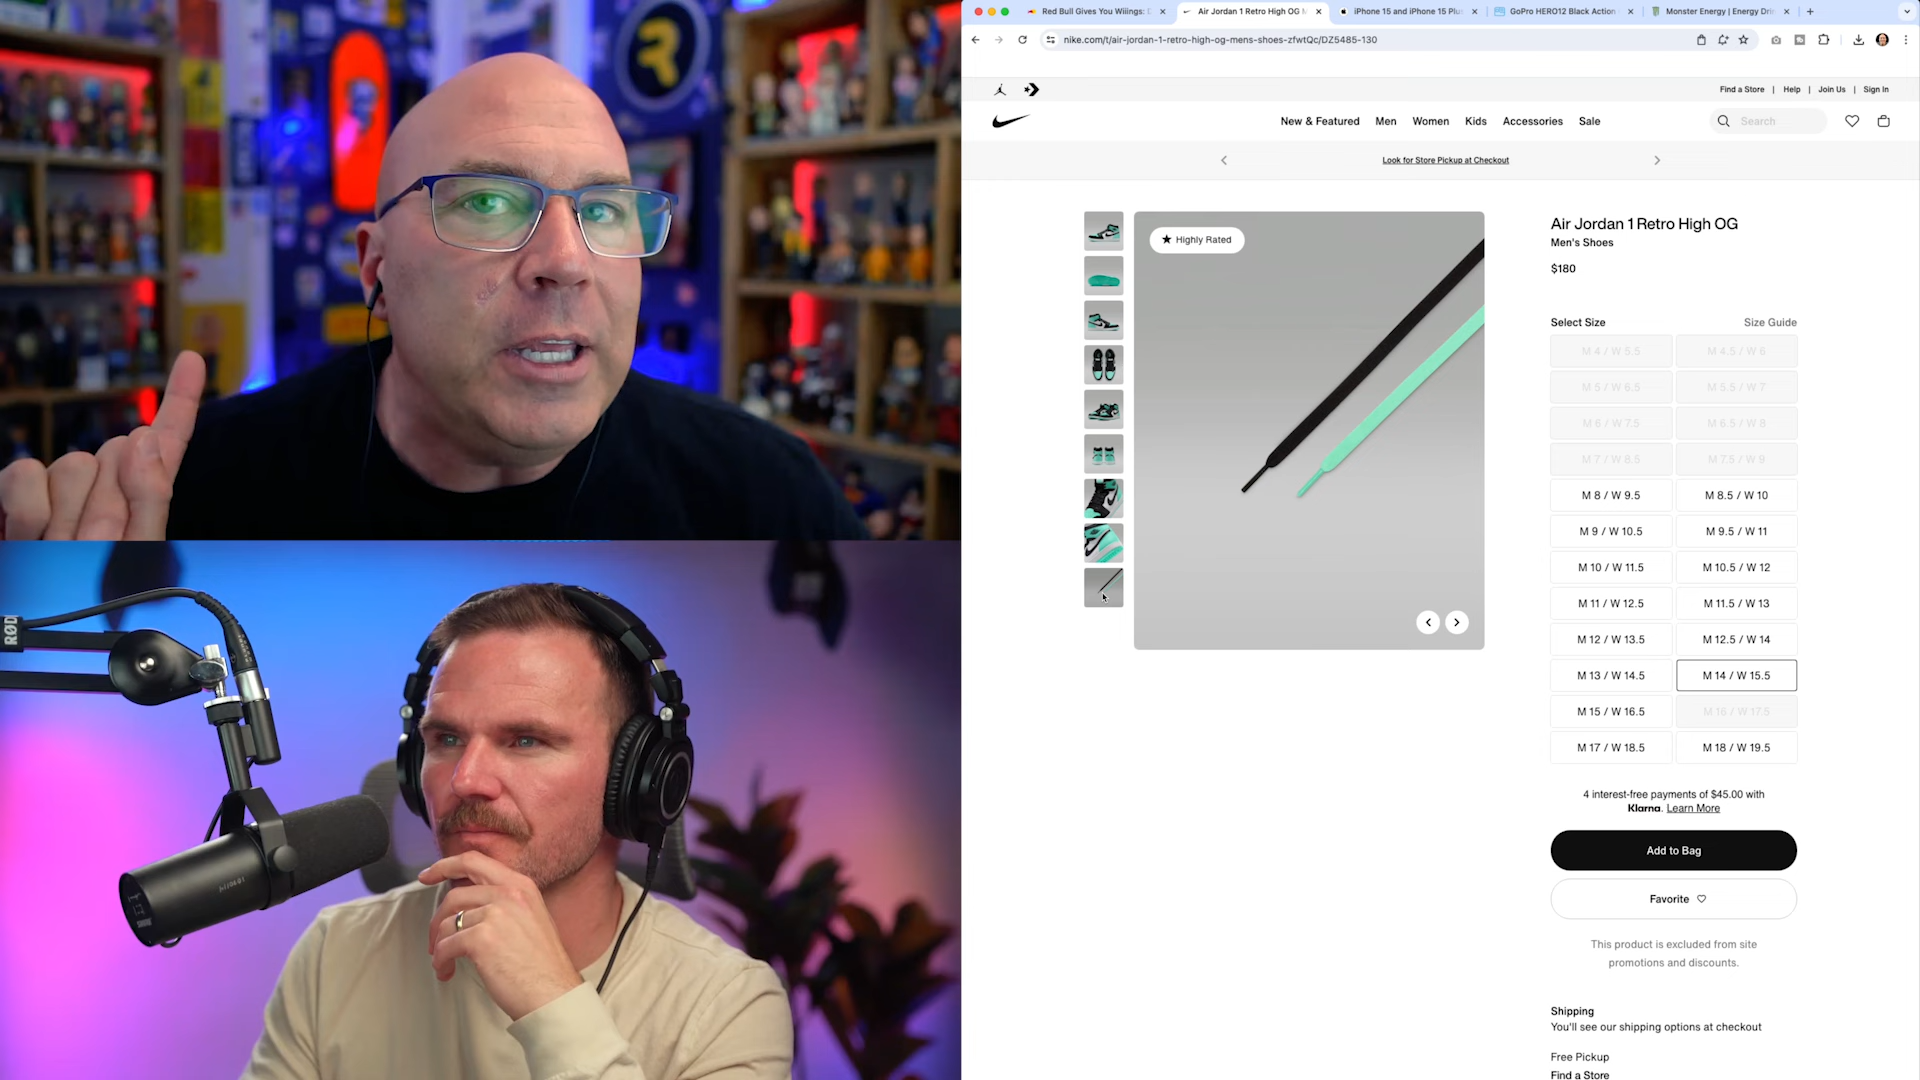 Red Bull Gives You Wiiings:
Air Jordan 1 Retro High OG
iPhone 15 and iPhone 15 Plu
GoPro HERO12 Black Action
Monster Energy | Energy Dri
nike.com/t/air-jordan-1-retro-high-og-mens-shoes-zfwtQc/DZ5485-130
Find a Store | Help | Join Us | Sign In
New & Featured Men Women Kids Accessories Sale
Search
Look for Store Pickup at Checkout
Highly Rated
Air Jordan 1 Retro High OG
Men's Shoes
$180
Select Size Size Guide
M 4 / W 5.5 M 4.5 / W 6
M 5 / W 6.5 M 5.5 / W 7
M 6 / W 7.5 M 6.5 / W 8
M 7 / W 8.5 M 7.5 / W 9
M 8 / W 9.5 M 8.5 / W 10
M 9 / W 10.5 M 9.5 / W 11
M 10 / W 11.5 M 10.5 / W 12
M 11 / W 12.5 M 11.5 / W 13
M 12 / W 13.5 M 12.5 / W 14
M 13 / W 14.5 M 14 / W 15.5
M 15 / W 16.5 M 16 / W 17.5
M 17 / W 18.5 M 18 / W 19.5
4 interest-free payments of $45.00 with
Klarna. Learn More
Add to Bag
Favorite
This product is excluded from site
promotions and discounts.
Shipping
You'll see our shipping options at checkout
Free Pickup
Find a Store
RØD